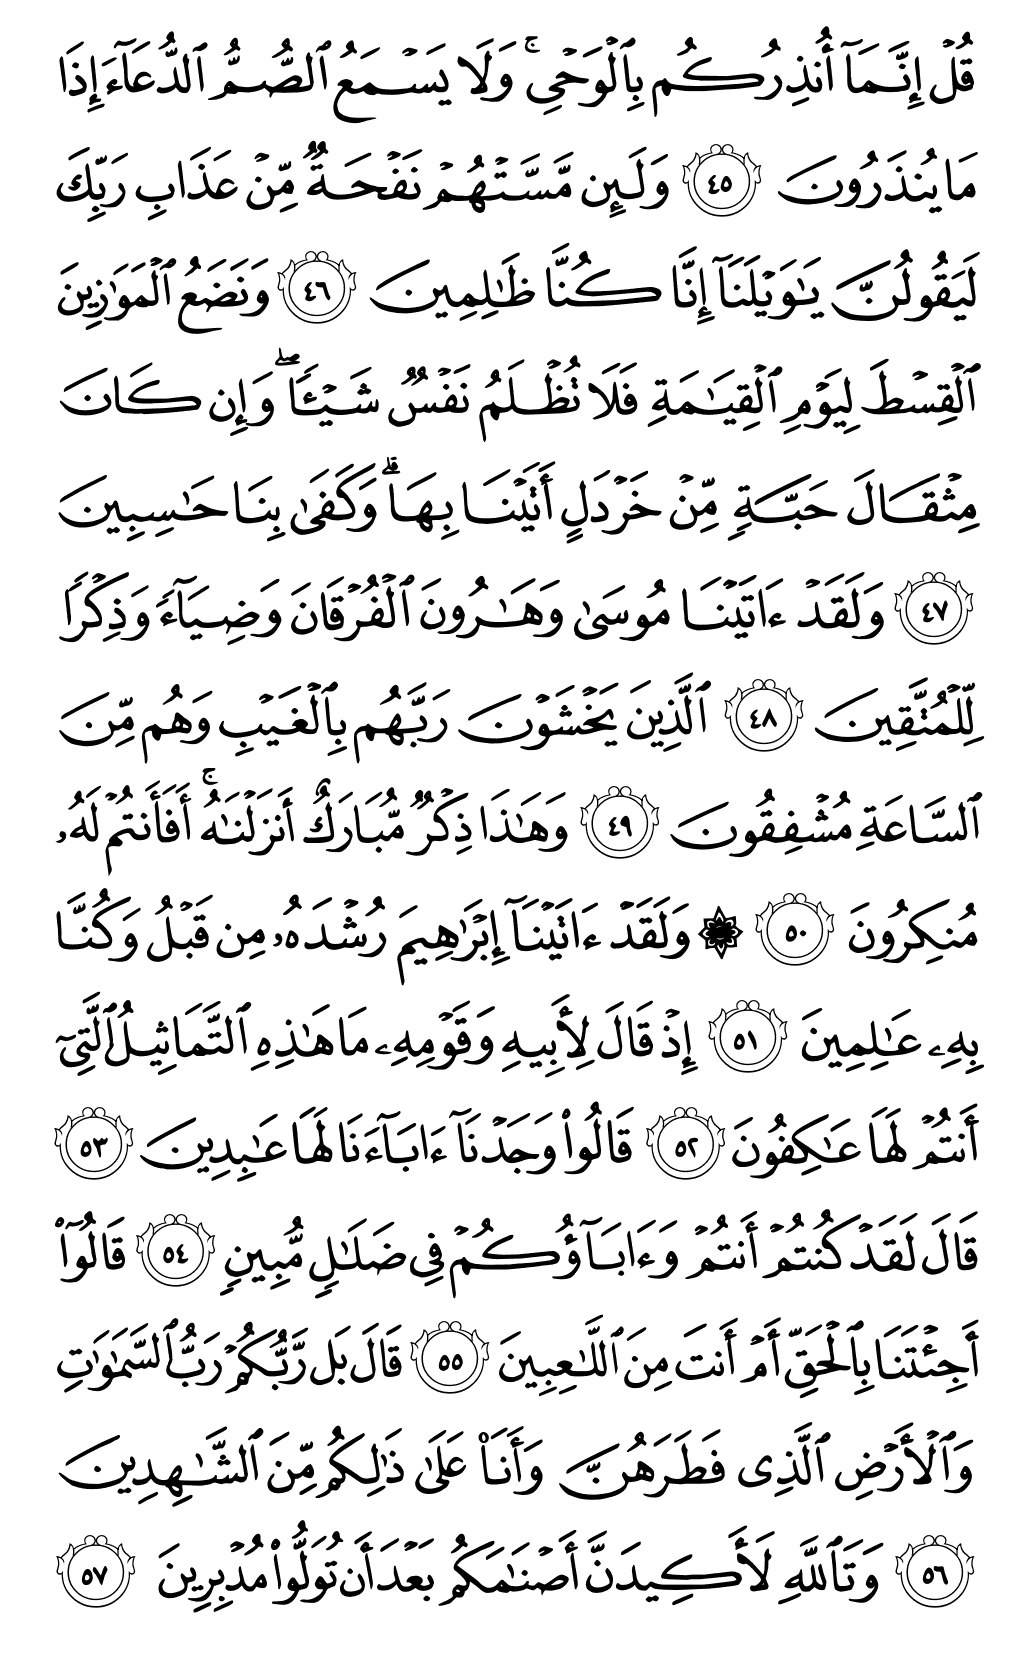 قُلْ إِنَّمَآ أُنذِرُكُم بِٱلْوَحْىِ ۚ وَلَا يَسْمَعُ ٱلصُّمُّ ٱلدُّعَآءَ إِذَا
مَا يُنذَرُونَ ٤٥ وَلَئِن مَّسَّتْهُمْ نَفْحَةٌ مِّنْ عَذَابِ رَبِّكَ
لَيَقُولُنَّ يَٰوَيْلَنَآ إِنَّا كُنَّا ظَٰلِمِينَ ٤٦ وَنَضَعُ ٱلْمَوَٰزِينَ
ٱلْقِسْطَ لِيَوْمِ ٱلْقِيَٰمَةِ فَلَا تُظْلَمُ نَفْسٌ شَيْـًٔا ۖ وَإِن كَانَ
مِثْقَالَ حَبَّةٍ مِّنْ خَرْدَلٍ أَتَيْنَا بِهَا ۗ وَكَفَىٰ بِنَا حَٰسِبِينَ
٤٧ وَلَقَدْ ءَاتَيْنَا مُوسَىٰ وَهَٰرُونَ ٱلْفُرْقَانَ وَضِيَآءً وَذِكْرًا
لِّلْمُتَّقِينَ ٤٨ ٱلَّذِينَ يَخْشَوْنَ رَبَّهُم بِٱلْغَيْبِ وَهُم مِّنَ
ٱلسَّاعَةِ مُشْفِقُونَ ٤٩ وَهَٰذَا ذِكْرٌ مُّبَارَكٌ أَنزَلْنَٰهُ ۚ أَفَأَنتُمْ لَهُۥ
مُنكِرُونَ ٥٠ ۞ وَلَقَدْ ءَاتَيْنَآ إِبْرَٰهِيمَ رُشْدَهُۥ مِن قَبْلُ وَكُنَّا
بِهِۦ عَٰلِمِينَ ٥١ إِذْ قَالَ لِأَبِيهِ وَقَوْمِهِۦ مَا هَٰذِهِ ٱلتَّمَاثِيلُ ٱلَّتِىٓ
أَنتُمْ لَهَا عَٰكِفُونَ ٥٢ قَالُوا۟ وَجَدْنَآ ءَابَآءَنَا لَهَا عَٰبِدِينَ ٥٣
قَالَ لَقَدْ كُنتُمْ أَنتُمْ وَءَابَآؤُكُمْ فِى ضَلَٰلٍ مُّبِينٍ ٥٤ قَالُوٓا۟
أَجِئْتَنَا بِٱلْحَقِّ أَمْ أَنتَ مِنَ ٱللَّٰعِبِينَ ٥٥ قَالَ بَل رَّبُّكُمْ رَبُّ ٱلسَّمَٰوَٰتِ
وَٱلْأَرْضِ ٱلَّذِى فَطَرَهُنَّ وَأَنَا۠ عَلَىٰ ذَٰلِكُم مِّنَ ٱلشَّٰهِدِينَ
٥٦ وَتَٱللَّهِ لَأَكِيدَنَّ أَصْنَٰمَكُم بَعْدَ أَن تُوَلُّوا۟ مُدْبِرِينَ ٥٧